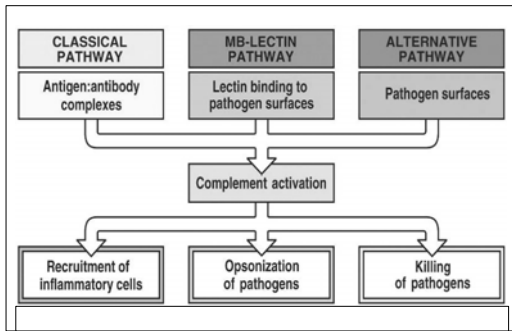 CLASSICAL
PATHWAY
Antigen:antibody
complexes
MB-LECTIN
PATHWAY
Lectin binding to
pathogen surfaces
ALTERNATIVE
PATHWAY
Pathogen surfaces
Complement activation
Recruitment of
inflammatory cells
Opsonization
of pathogens
Killing
of pathogens